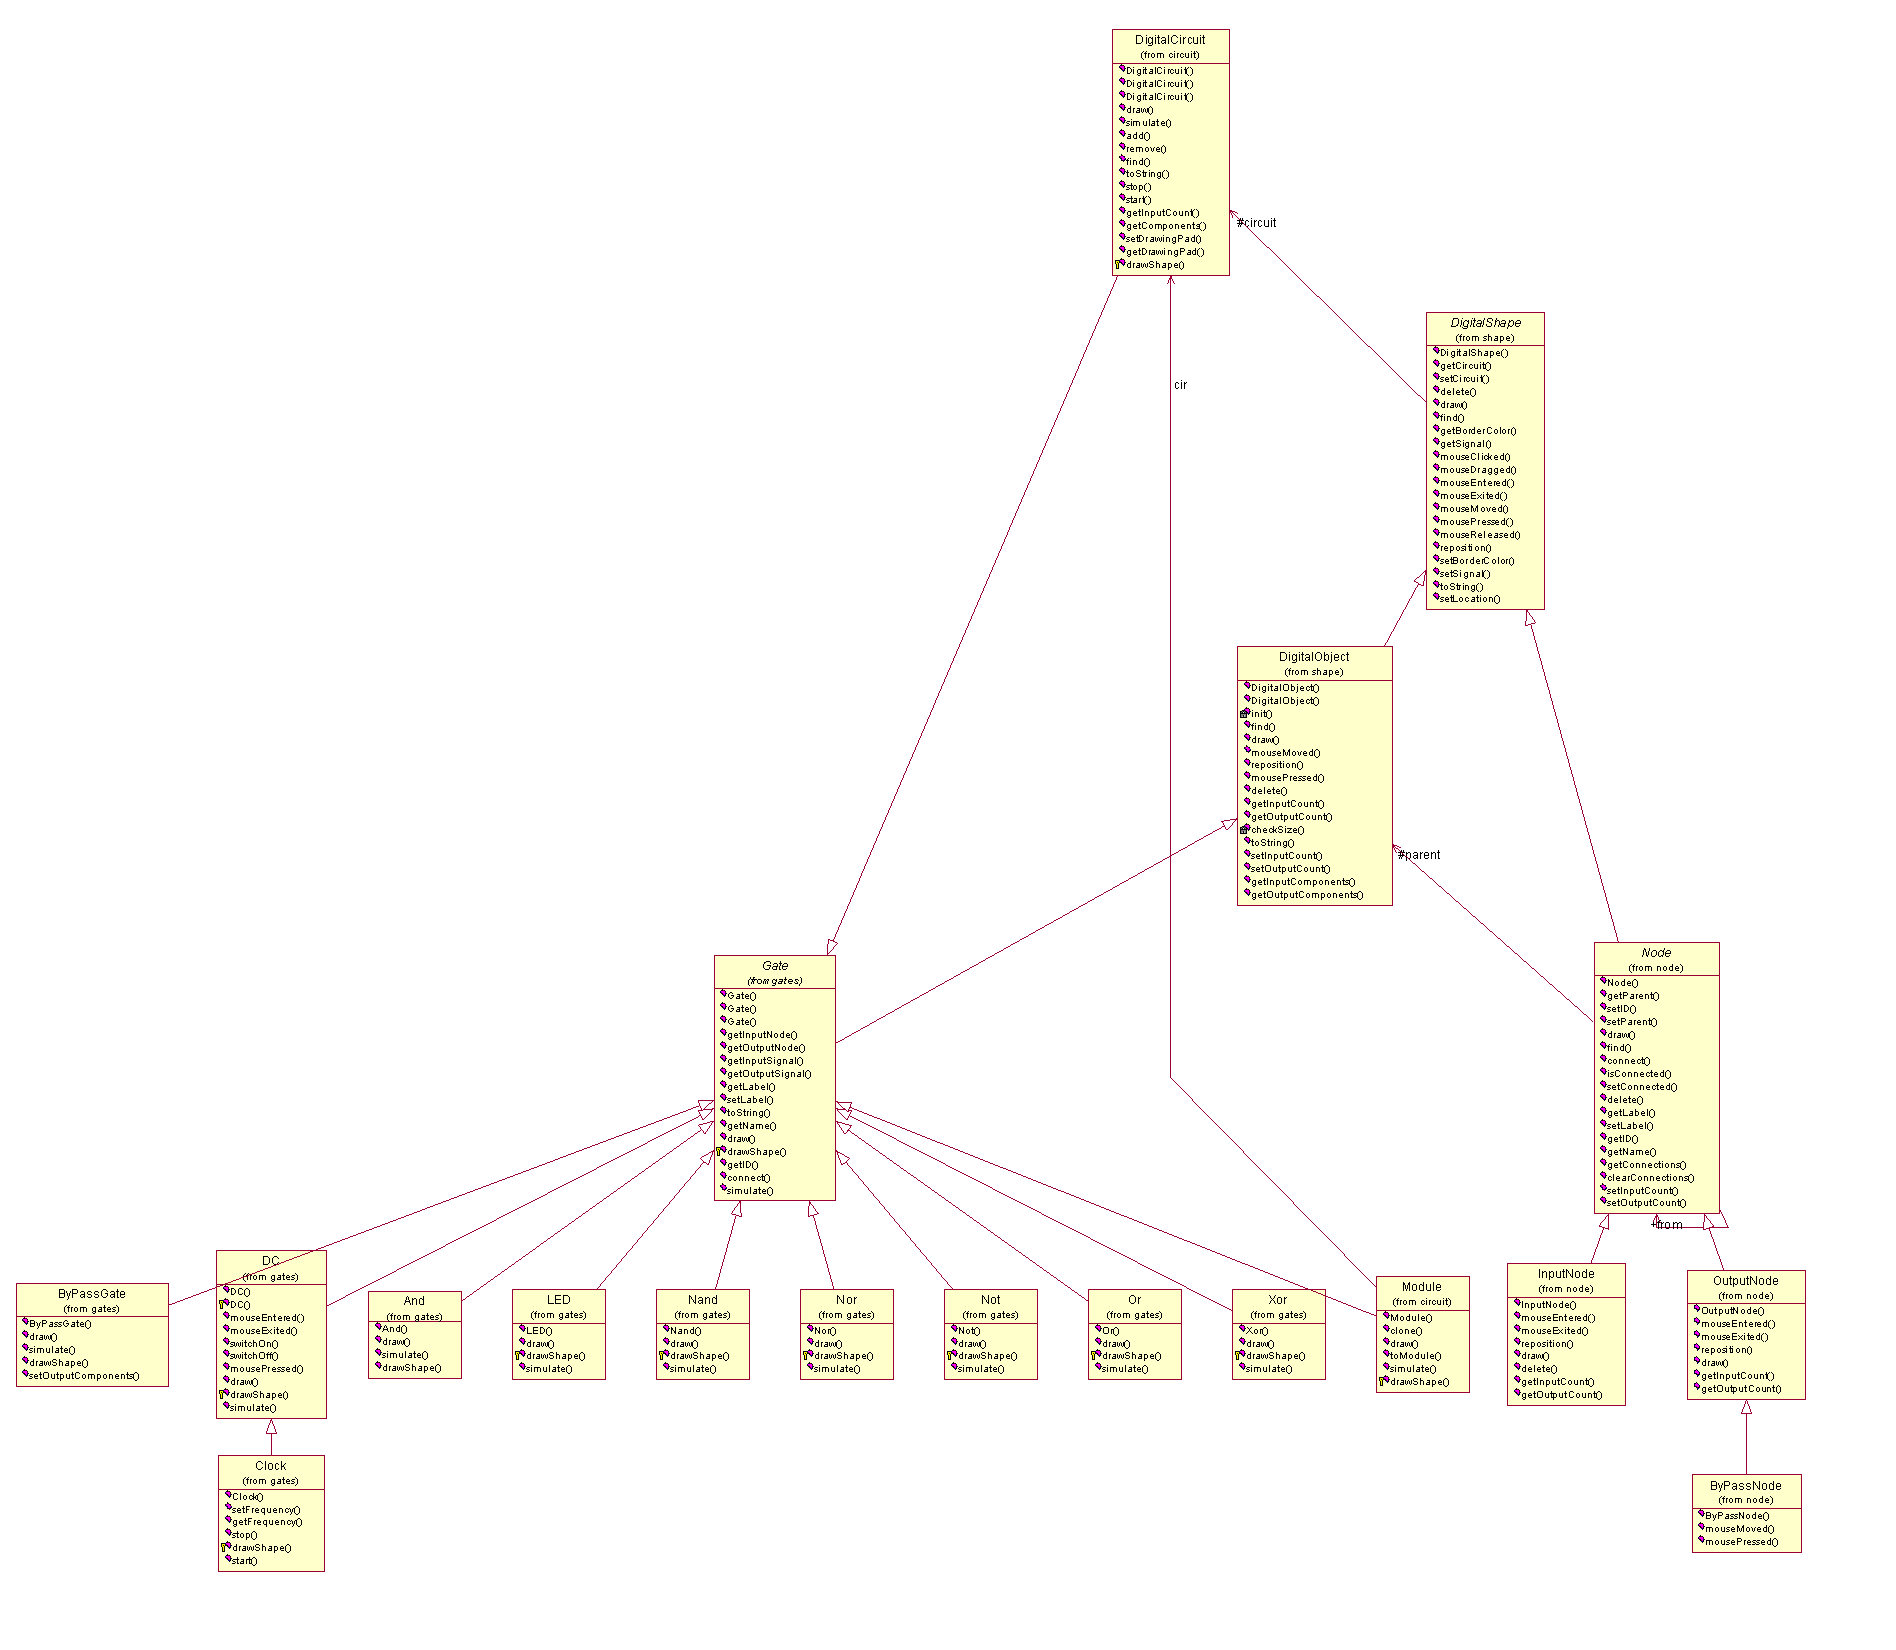 DigitalCircuit
(from circuit)
DigitalCircuit()
DigitalCircuit()
DigitalCircuit()
draw()
simulate()
add()
remove()
find()
toString()
stop()
start()
getInputCount()
getComponents()
setDrawingPad()
getDrawingPad()
drawShape()
#circuit
cir
DigitalShape
(from shape)
DigitalShape()
getCircuit()
setCircuit()
delete()
draw()
find()
getBorderColor()
getSignal()
mouseClicked()
mouseDragged()
mouseEntered()
mouseExited()
mouseMoved()
mousePressed()
mouseReleased()
reposition()
setBorderColor()
setSignal()
toString()
setLocation()
DigitalObject
(from shape)
DigitalObject()
DigitalObject()
init()
find()
draw()
mouseMoved()
reposition()
mousePressed()
delete()
getInputCount()
getOutputCount()
checkSize()
toString()
setInputCount()
setOutputCount()
getInputComponents()
getOutputComponents()
#parent
Gate
(from gates)
Gate()
Gate()
Gate()
getInputNode()
getOutputNode()
getInputSignal()
getOutputSignal()
getLabel()
setLabel()
toString()
getName()
draw()
drawShape()
getID()
connect()
simulate()
Node
(from node)
Node()
getParent()
setID()
setParent()
draw()
find()
connect()
isConnected()
setConnected()
delete()
getLabel()
setLabel()
getID()
getName()
getConnections()
clearConnections()
setInputCount()
setOutputCount()
+from
ByPassGate
(from gates)
ByPassGate()
draw()
simulate()
drawShape()
setOutputComponents()
DC
(from gates)
DC()
DC()
mouseEntered()
mouseExited()
switchOn()
switchOff()
mousePressed()
draw()
drawShape()
simulate()
And
(from gates)
And()
draw()
simulate()
drawShape()
LED
(from gates)
LED()
draw()
drawShape()
simulate()
Nand
(from gates)
Nand()
draw()
drawShape()
simulate()
Nor
(from gates)
Nor()
draw()
drawShape()
simulate()
Not
(from gates)
Not()
draw()
drawShape()
simulate()
Or
(from gates)
Or()
draw()
drawShape()
simulate()
Xor
(from gates)
Xor()
draw()
drawShape()
simulate()
Module
(from circuit)
Module()
clone()
draw()
toModule()
simulate()
drawShape()
InputNode
(from node)
InputNode()
mouseEntered()
mouseExited()
reposition()
draw()
delete()
getInputCount()
getOutputCount()
OutputNode
(from node)
OutputNode()
mouseEntered()
mouseExited()
reposition()
draw()
getInputCount()
getOutputCount()
Clock
(from gates)
Clock()
setFrequency()
getFrequency()
stop()
drawShape()
start()
ByPassNode
(from node)
ByPassNode()
mouseMoved()
mousePressed()